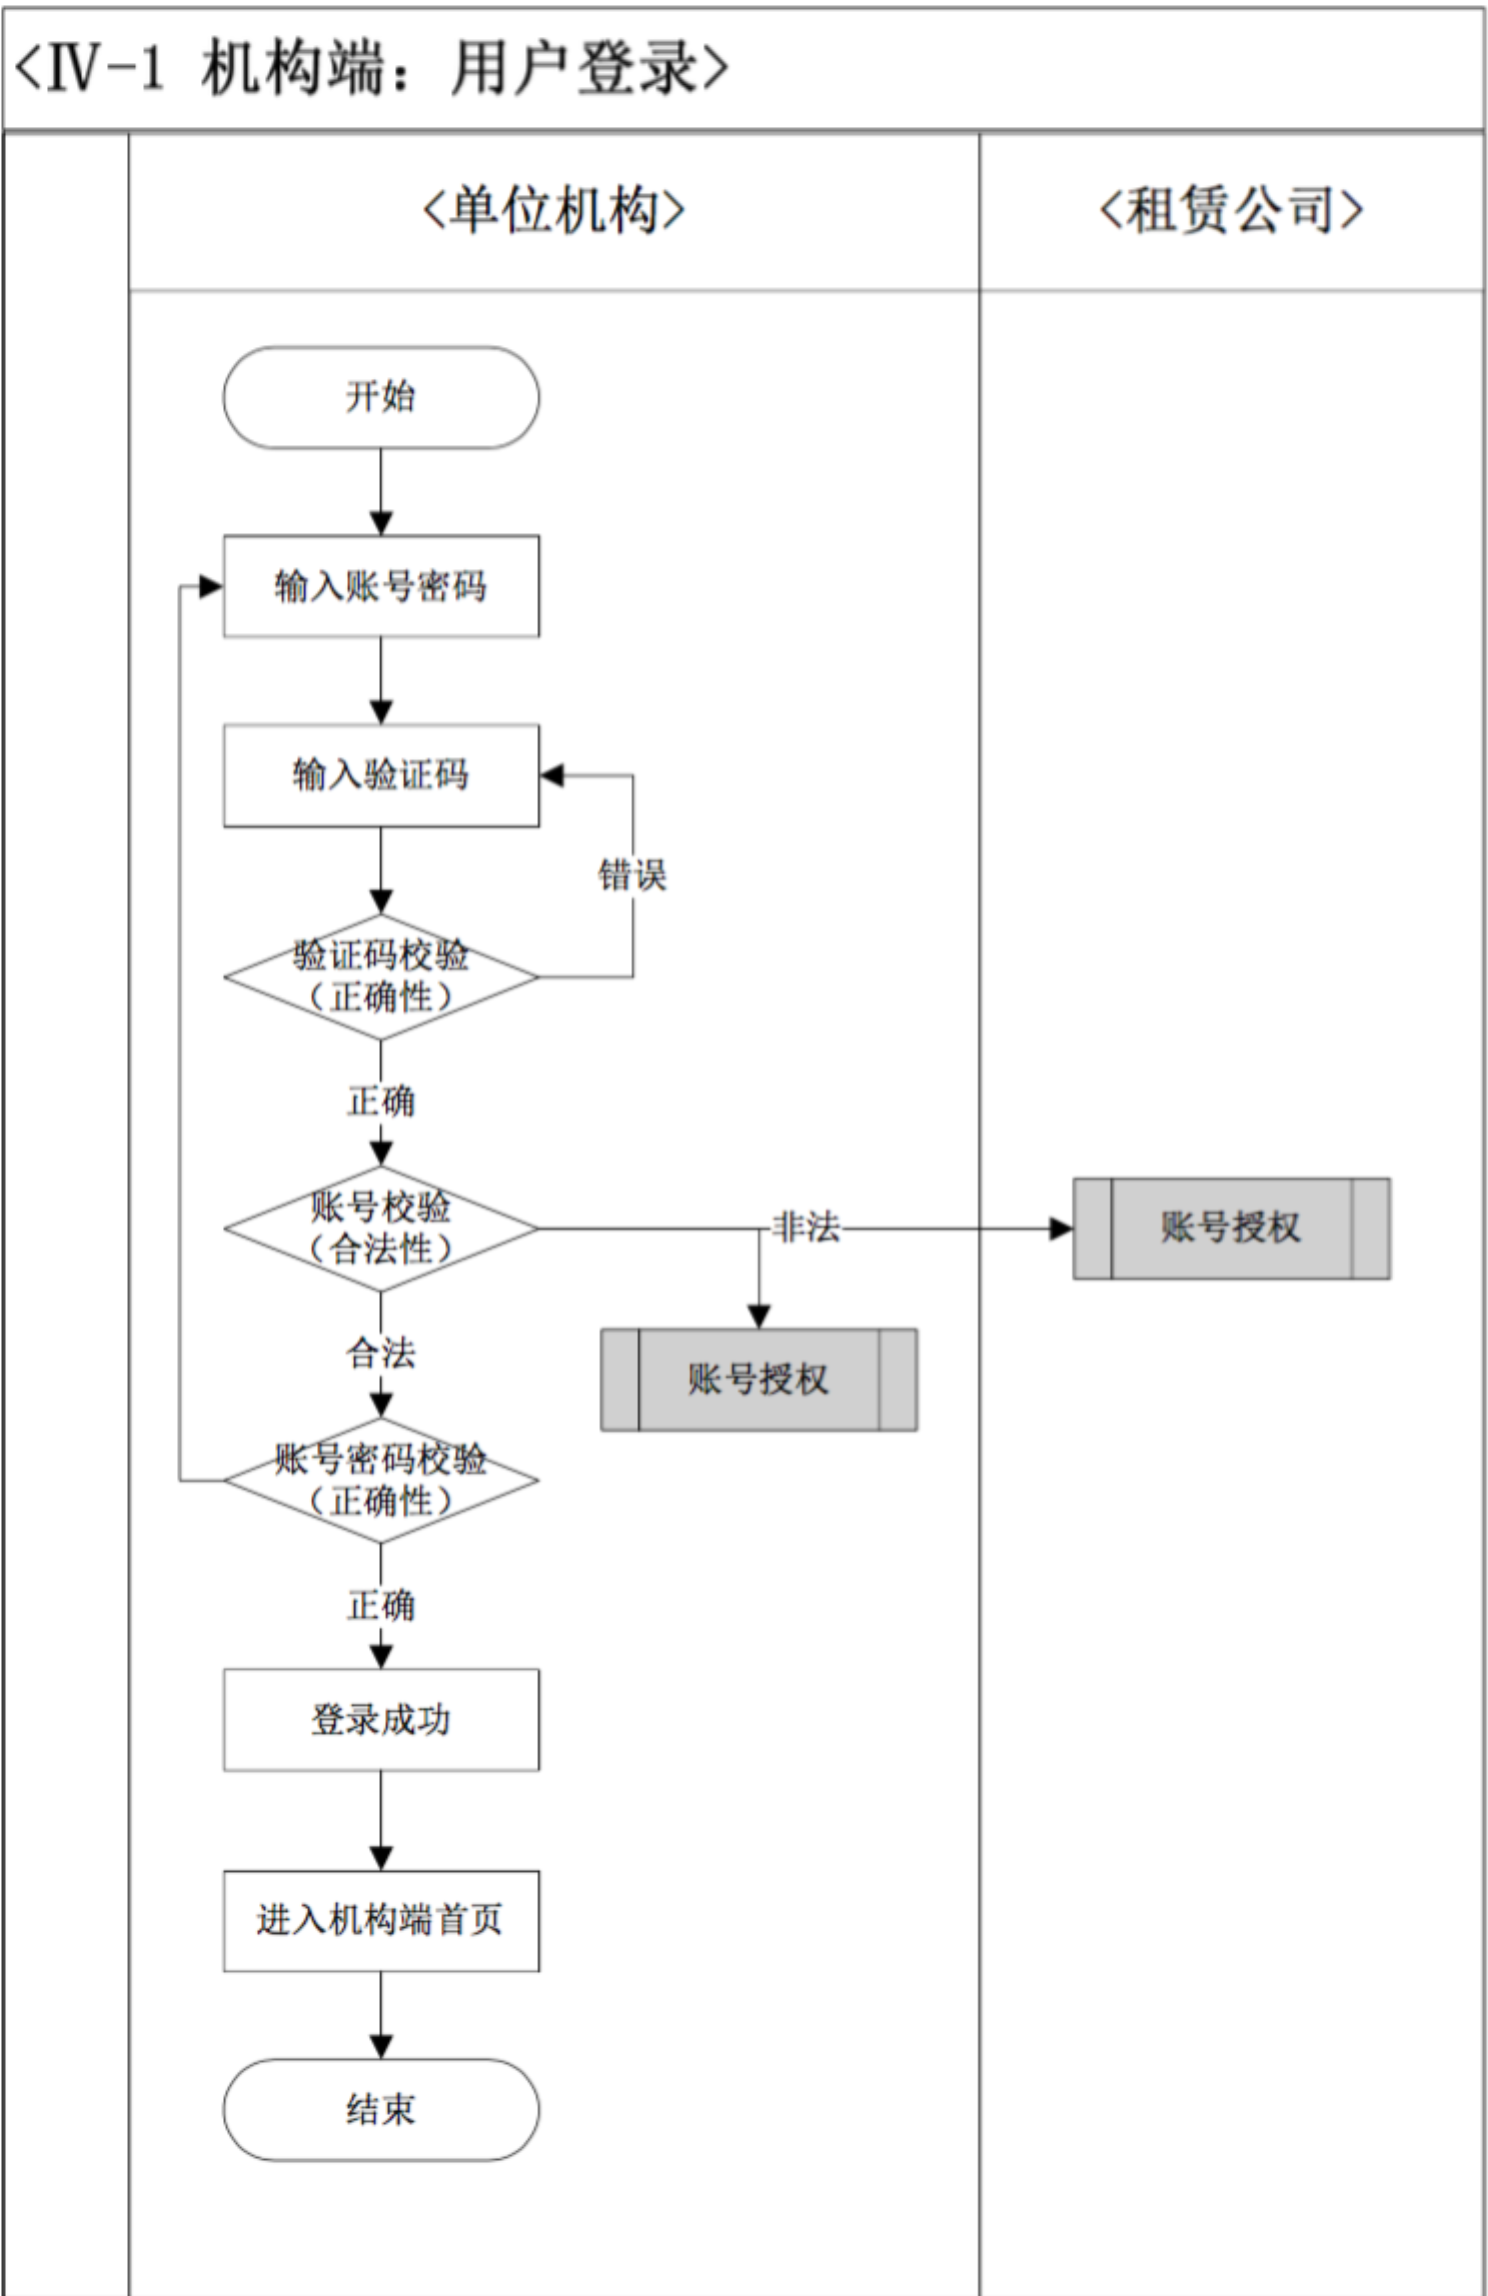 <Ⅳ-1 机构端：用户登录>
<单位机构>
<租赁公司>
开始
输入账号密码
输入验证码
错误
验证码校验
（正确性）
正确
账号校验
（合法性）
非法
账号授权
账号授权
合法
账号密码校验
（正确性）
正确
登录成功
进入机构端首页
结束